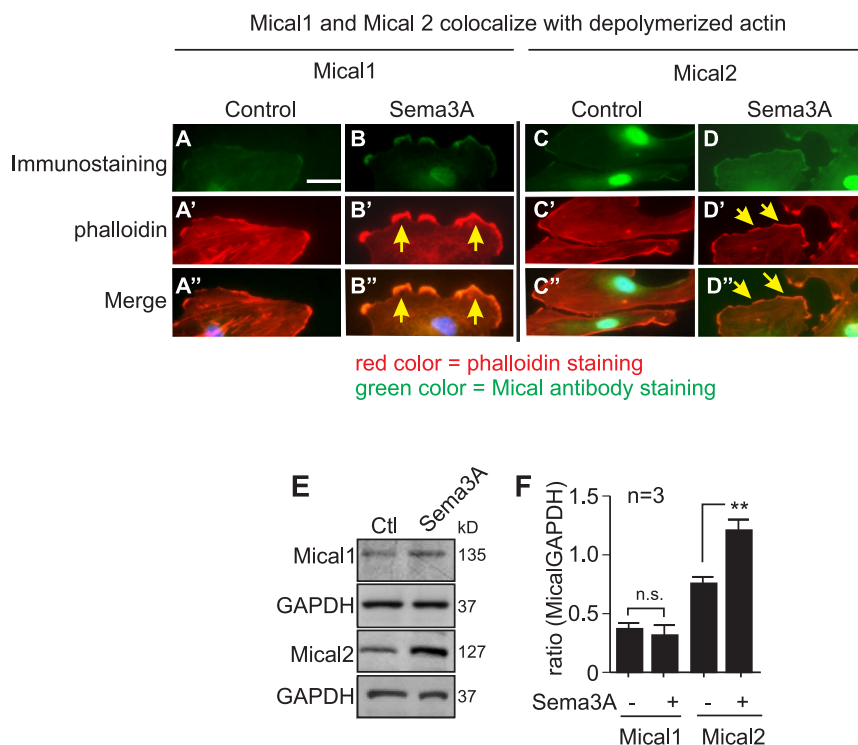 Mical1 and Mical 2 colocalize with depolymerized actin
Mical1 Mical2
Control Sema3A Control Sema3A
Immunostaining A B C D
phalloidin A' B' C' D'
Merge A'' B'' C'' D''
red color = phalloidin staining
green color = Mical antibody staining
E
Ctl Sema3A kD
Mical1 135
GAPDH 37
Mical2 127
GAPDH 37
F
ratio (MicalGAPDH)
1.5
1.0
0.5
0
n=3
n.s.
**
Sema3A - + - +
Mical1 Mical2